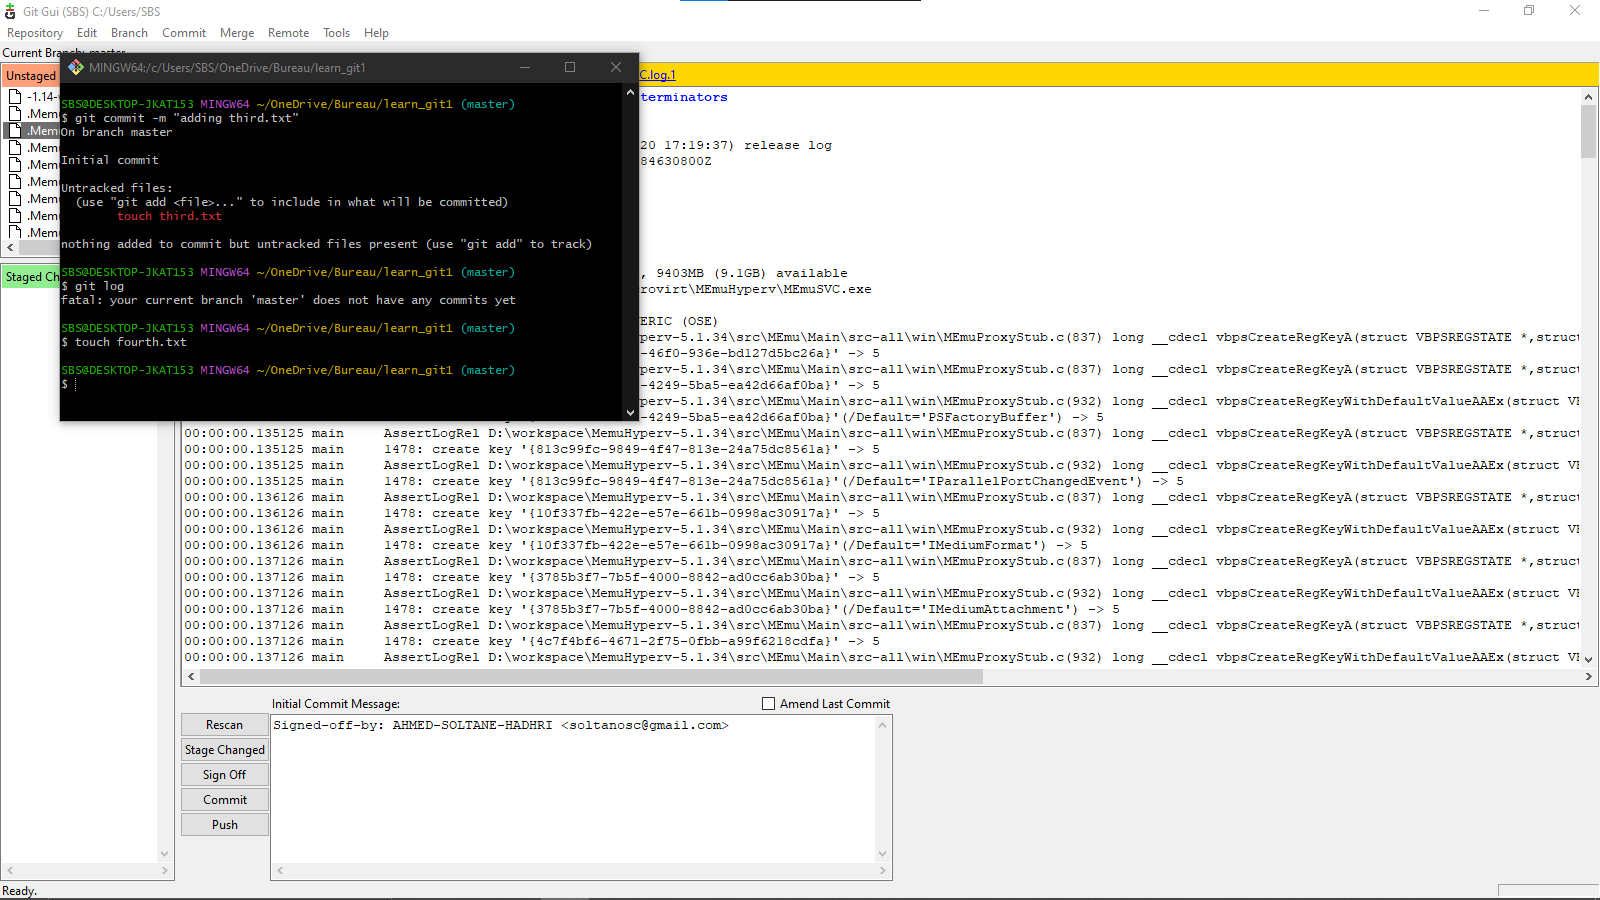 Git Gui (SBS) C:/Users/SBS
Repository Edit Branch Commit Merge Remote Tools Help
Current Branch: master
Unstaged
C.log.1
-1.14-
.Mem
.Mem
.Mem
.Mem
.Mem
.Mem
.Mem
.Mem
Staged Ch
MINGW64:/c/Users/SBS/OneDrive/Bureau/learn_git1
SBS@DESKTOP-JKAT153 MINGW64 ~/OneDrive/Bureau/learn_git1 (master)
$ git commit -m "adding third.txt"
On branch master
Initial commit
Untracked files:
(use "git add <file>..." to include in what will be committed)
touch third.txt
nothing added to commit but untracked files present (use "git add" to track)
SBS@DESKTOP-JKAT153 MINGW64 ~/OneDrive/Bureau/learn_git1 (master)
$ git log
fatal: your current branch 'master' does not have any commits yet
SBS@DESKTOP-JKAT153 MINGW64 ~/OneDrive/Bureau/learn_git1 (master)
$ touch fourth.txt
SBS@DESKTOP-JKAT153 MINGW64 ~/OneDrive/Bureau/learn_git1 (master)
$
terminators
20 17:19:37) release log
84630800Z
, 9403MB (9.1GB) available
rovirt\MEmuHyperv\MEmuSVC.exe
ERIC (OSE)
perv-5.1.34\src\MEmu\Main\src-all\win\MEmuProxyStub.c(837) long __cdecl vbpsCreateRegKeyA(struct VBPSREGSTATE *,struct
-46f0-936e-bd127d5bc26a}' -> 5
perv-5.1.34\src\MEmu\Main\src-all\win\MEmuProxyStub.c(837) long __cdecl vbpsCreateRegKeyA(struct VBPSREGSTATE *,struct
-4249-5ba5-ea42d66af0ba}' -> 5
perv-5.1.34\src\MEmu\Main\src-all\win\MEmuProxyStub.c(932) long __cdecl vbpsCreateRegKeyWithDefaultValueAAEx(struct VB
-4249-5ba5-ea42d66af0ba}'(/Default='PSFactoryBuffer') -> 5
00:00:00.135125 main AssertLogRel D:\workspace\MemuHyperv-5.1.34\src\MEmu\Main\src-all\win\MEmuProxyStub.c(837) long __cdecl vbpsCreateRegKeyA(struct VBPSREGSTATE *,struct
00:00:00.135125 main 1478: create key '{813c99fc-9849-4f47-813e-24a75dc8561a}' -> 5
00:00:00.135125 main AssertLogRel D:\workspace\MemuHyperv-5.1.34\src\MEmu\Main\src-all\win\MEmuProxyStub.c(932) long __cdecl vbpsCreateRegKeyWithDefaultValueAAEx(struct VB
00:00:00.135125 main 1478: create key '{813c99fc-9849-4f47-813e-24a75dc8561a}'(/Default='IParallelPortChangedEvent') -> 5
00:00:00.136126 main AssertLogRel D:\workspace\MemuHyperv-5.1.34\src\MEmu\Main\src-all\win\MEmuProxyStub.c(837) long __cdecl vbpsCreateRegKeyA(struct VBPSREGSTATE *,struct
00:00:00.136126 main 1478: create key '{10f337fb-422e-e57e-661b-0998ac30917a}' -> 5
00:00:00.136126 main AssertLogRel D:\workspace\MemuHyperv-5.1.34\src\MEmu\Main\src-all\win\MEmuProxyStub.c(932) long __cdecl vbpsCreateRegKeyWithDefaultValueAAEx(struct VB
00:00:00.136126 main 1478: create key '{10f337fb-422e-e57e-661b-0998ac30917a}'(/Default='IMediumFormat') -> 5
00:00:00.137126 main AssertLogRel D:\workspace\MemuHyperv-5.1.34\src\MEmu\Main\src-all\win\MEmuProxyStub.c(837) long __cdecl vbpsCreateRegKeyA(struct VBPSREGSTATE *,struct
00:00:00.137126 main 1478: create key '{3785b3f7-7b5f-4000-8842-ad0cc6ab30ba}' -> 5
00:00:00.137126 main AssertLogRel D:\workspace\MemuHyperv-5.1.34\src\MEmu\Main\src-all\win\MEmuProxyStub.c(932) long __cdecl vbpsCreateRegKeyWithDefaultValueAAEx(struct VB
00:00:00.137126 main 1478: create key '{3785b3f7-7b5f-4000-8842-ad0cc6ab30ba}'(/Default='IMediumAttachment') -> 5
00:00:00.137126 main AssertLogRel D:\workspace\MemuHyperv-5.1.34\src\MEmu\Main\src-all\win\MEmuProxyStub.c(837) long __cdecl vbpsCreateRegKeyA(struct VBPSREGSTATE *,struct
00:00:00.137126 main 1478: create key '{4c7f4bf6-4671-2f75-0fbb-a99f6218cdfa}' -> 5
00:00:00.137126 main AssertLogRel D:\workspace\MemuHyperv-5.1.34\src\MEmu\Main\src-all\win\MEmuProxyStub.c(932) long __cdecl vbpsCreateRegKeyWithDefaultValueAAEx(struct VB
Initial Commit Message:
Amend Last Commit
Rescan
Stage Changed
Sign Off
Commit
Push
Signed-off-by: AHMED-SOLTANE-HADHRI <soltanosc@gmail.com>
Ready.